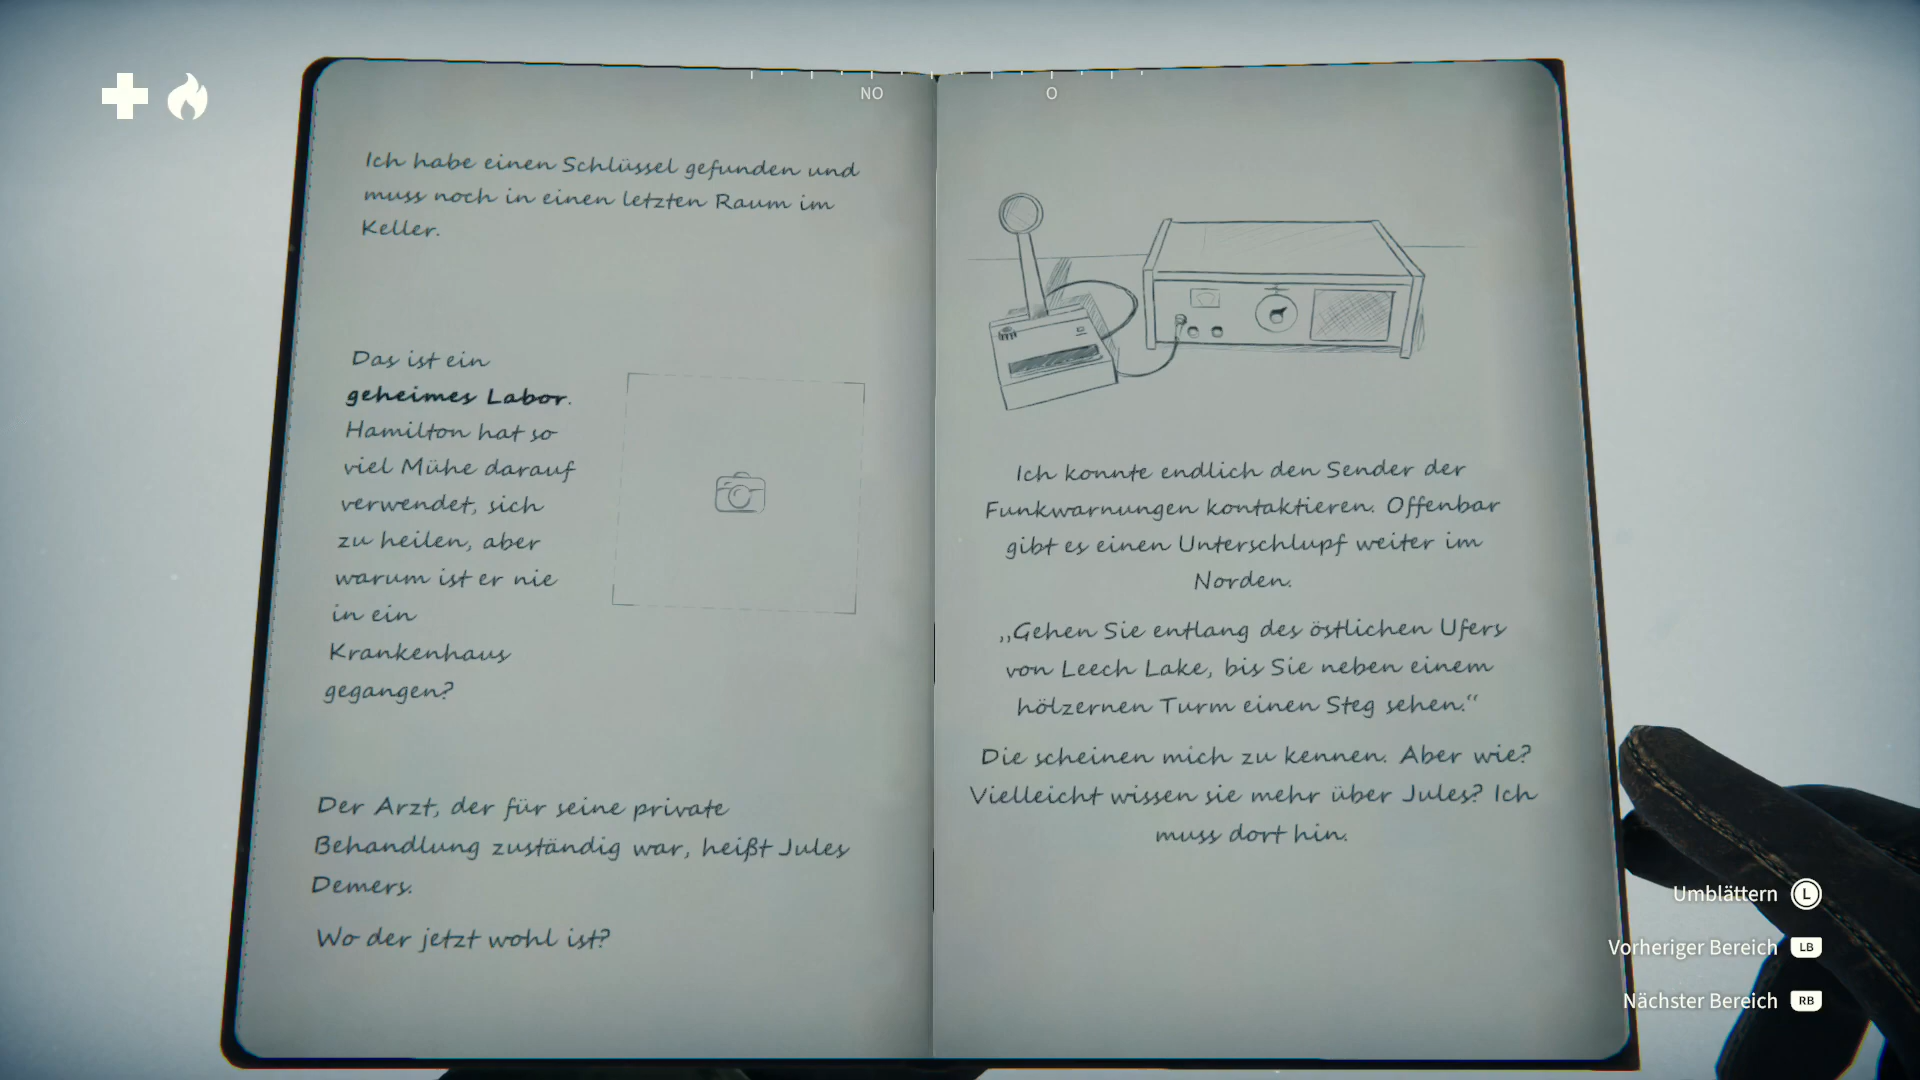 NO
O
Ich habe einen Schlüssel gefunden und
muss noch in einen letzten Raum im
Keller.
Das ist ein
geheimes Labor.
Hamilton hat so
viel Mühe darauf
verwendet, sich
zu heilen, aber
warum ist er nie
in ein
Krankenhaus
gegangen?
Der Arzt, der für seine private
Behandlung zuständig war, heißt Jules
Demers.
Wo der jetzt wohl ist?
Ich konnte endlich den Sender der
Funkwarnungen kontaktieren. Offenbar
gibt es einen Unterschlupf weiter im
Norden.
„Gehen Sie entlang des östlichen Ufers
von Leech Lake, bis Sie neben einem
hölzernen Turm einen Steg sehen.“
Die scheinen mich zu kennen. Aber wie?
Vielleicht wissen sie mehr über Jules? Ich
muss dort hin.
Umblättern L
Vorheriger Bereich LB
Nächster Bereich RB